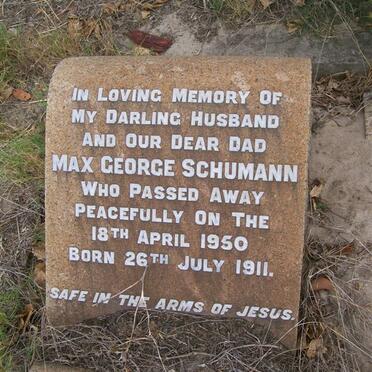 IN LOVING MEMORY OF
MY DARLING HUSBAND
AND OUR DEAR DAD
MAX GEORGE SCHUMANN
WHO PASSED AWAY
PEACEFULLY ON THE
18TH APRIL 1950
BORN 26TH JULY 1911.
SAFE IN THE ARMS OF JESUS.